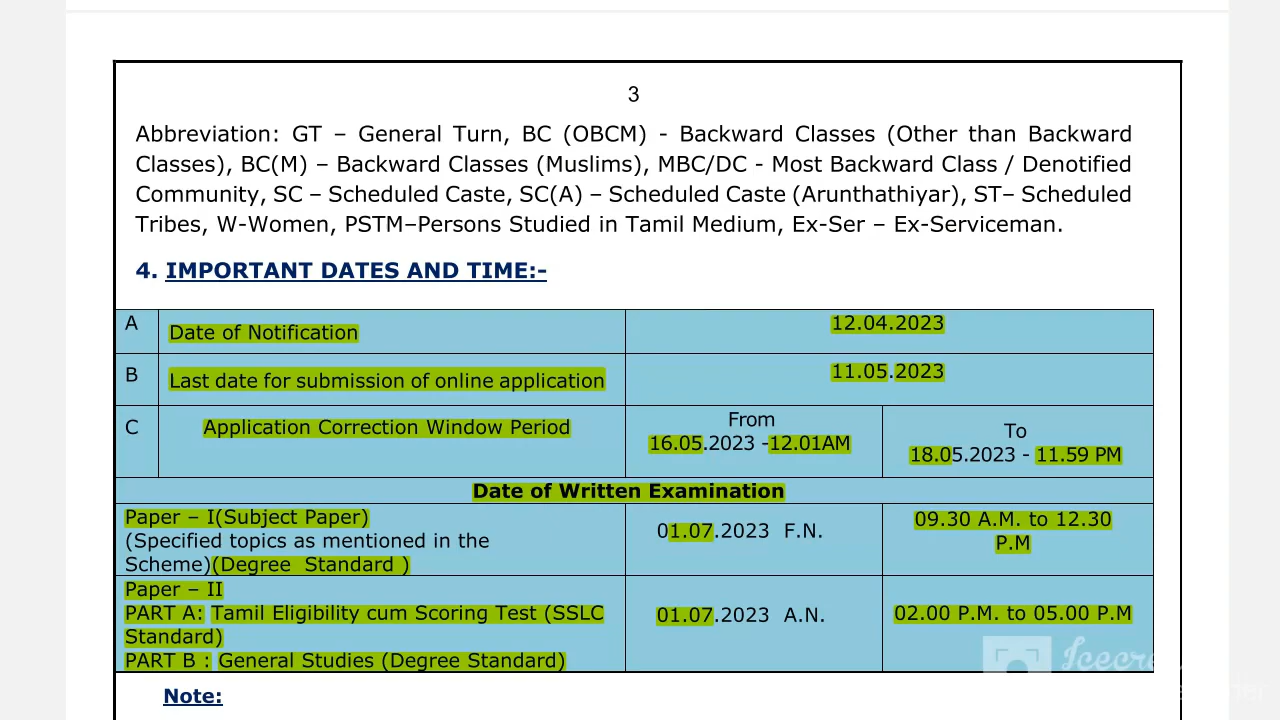 3
Abbreviation: GT – General Turn, BC (OBCM) - Backward Classes (Other than Backward
Classes), BC(M) – Backward Classes (Muslims), MBC/DC - Most Backward Class / Denotified
Community, SC – Scheduled Caste, SC(A) – Scheduled Caste (Arunthathiyar), ST– Scheduled
Tribes, W-Women, PSTM–Persons Studied in Tamil Medium, Ex-Ser – Ex-Serviceman.
4. IMPORTANT DATES AND TIME:-
A Date of Notification 12.04.2023
B Last date for submission of online application 11.05.2023
C Application Correction Window Period
From
16.05.2023 -12.01AM
To
18.05.2023 - 11.59 PM
Date of Written Examination
Paper – I(Subject Paper)
(Specified topics as mentioned in the
Scheme)(Degree Standard )
01.07.2023 F.N.
09.30 A.M. to 12.30
P.M
Paper – II
PART A: Tamil Eligibility cum Scoring Test (SSLC
Standard)
PART B : General Studies (Degree Standard)
01.07.2023 A.N.
02.00 P.M. to 05.00 P.M
Note: